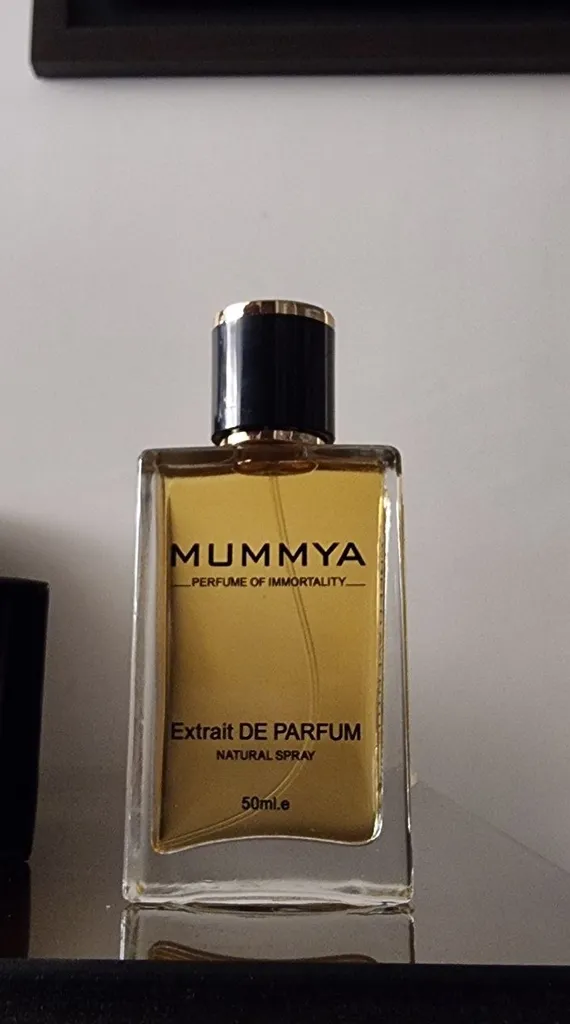 MUMMYA
PERFUME OF IMMORTALITY
Extrait DE PARFUM
NATURAL SPRAY
50ml.e